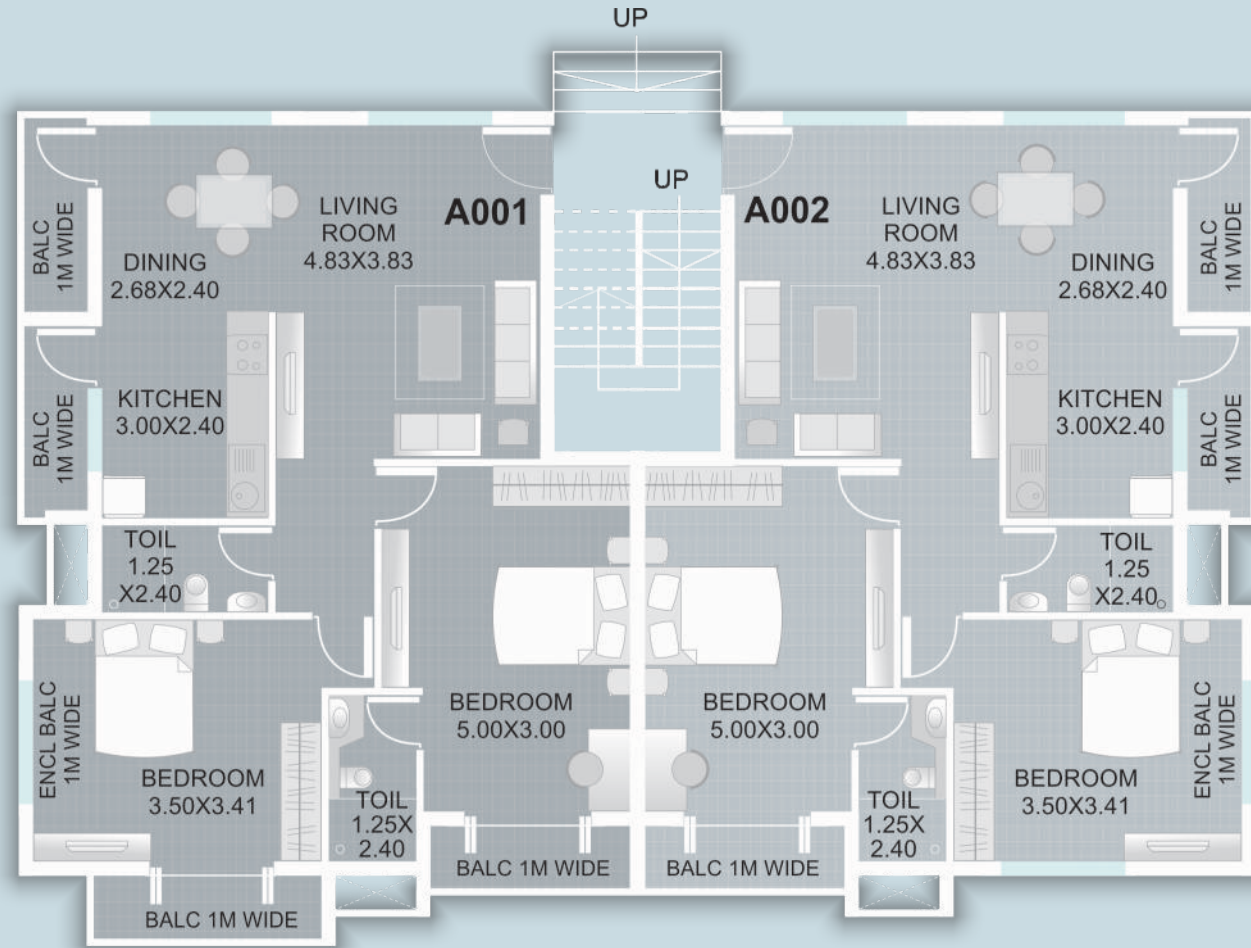 UP
UP
A001
A002
LIVING
ROOM
4.83X3.83
LIVING
ROOM
4.83X3.83
BALC
1M WIDE
DINING
2.68X2.40
DINING
2.68X2.40
BALC
1M WIDE
BALC
1M WIDE
KITCHEN
3.00X2.40
KITCHEN
3.00X2.40
BALC
1M WIDE
TOIL
1.25
X2.40
TOIL
1.25
X2.40
ENCL BALC
1M WIDE
BEDROOM
3.50X3.41
BEDROOM
5.00X3.00
BEDROOM
5.00X3.00
BEDROOM
3.50X3.41
ENCL BALC
1M WIDE
TOIL
1.25X
2.40
TOIL
1.25X
2.40
BALC 1M WIDE
BALC 1M WIDE
BALC 1M WIDE